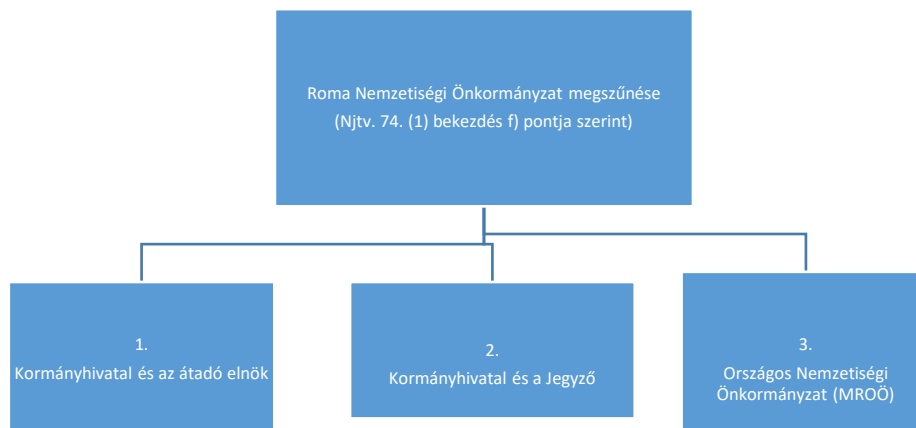 Roma Nemzetiségi Önkormányzat megszűnése
(Njtv. 74. (1) bekezdés f) pontja szerint)
1.
Kormányhivatal és az átadó elnök
2.
Kormányhivatal és a Jegyző
3.
Országos Nemzetiségi
Önkormányzat (MROÖ)